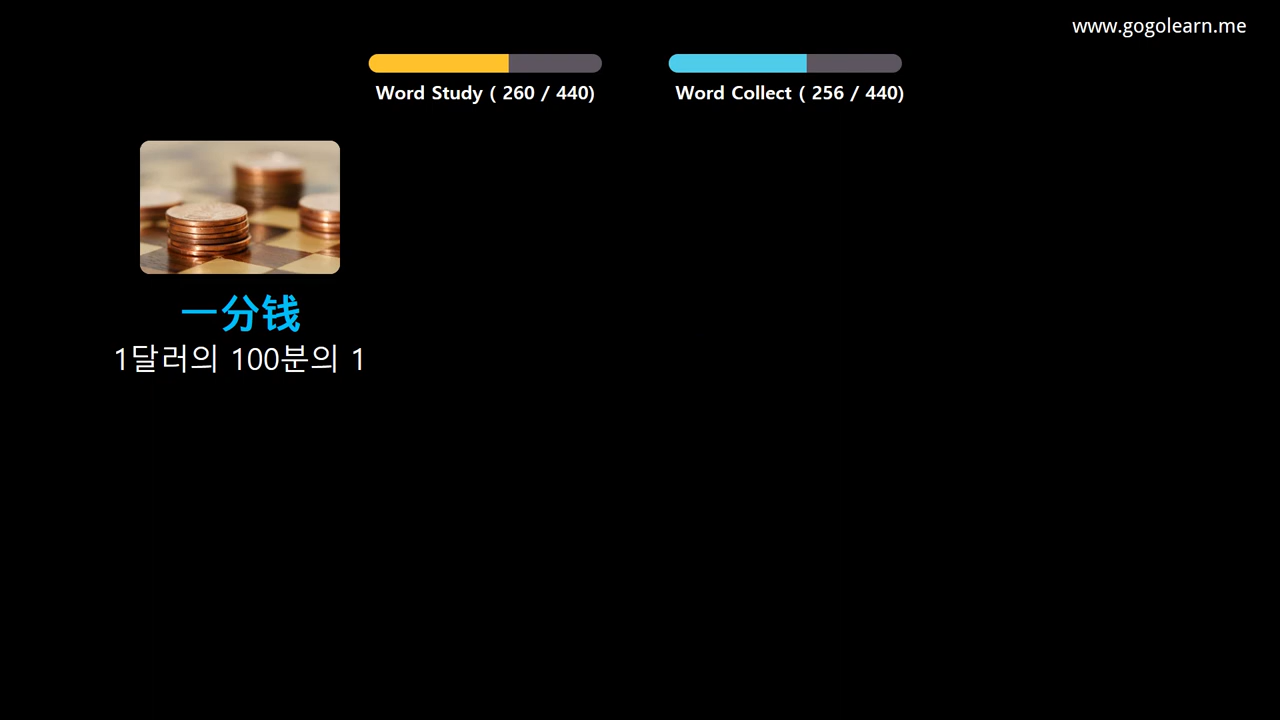 www.gogolearn.me
Word Study ( 260 / 440)
Word Collect ( 256 / 440)
一分钱
1달러의 100분의 1